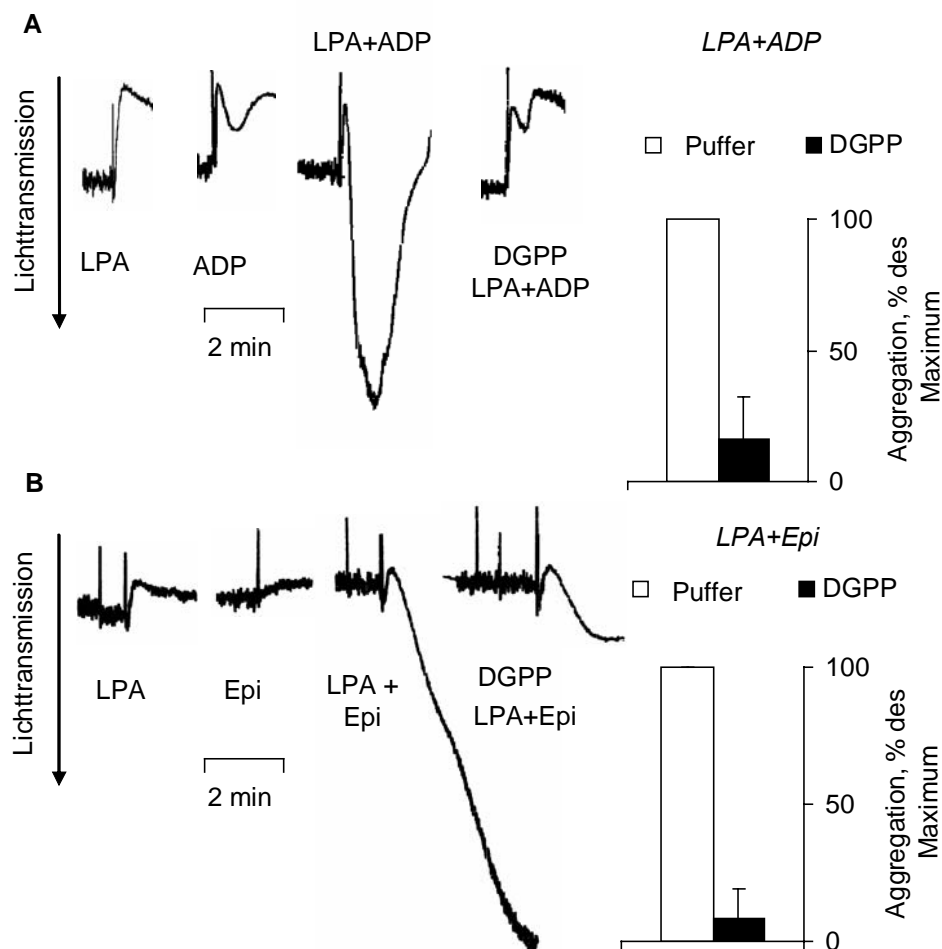 A
LPA+ADP
LPA+ADP
Lichttransmission
Puffer
DGPP
LPA
ADP
DGPP
LPA+ADP
2 min
100
50
0
Aggregation, % des
Maximum
B
LPA+Epi
Lichttransmission
Puffer
DGPP
LPA
Epi
LPA +
Epi
DGPP
LPA+Epi
2 min
100
50
0
Aggregation, % des
Maximum